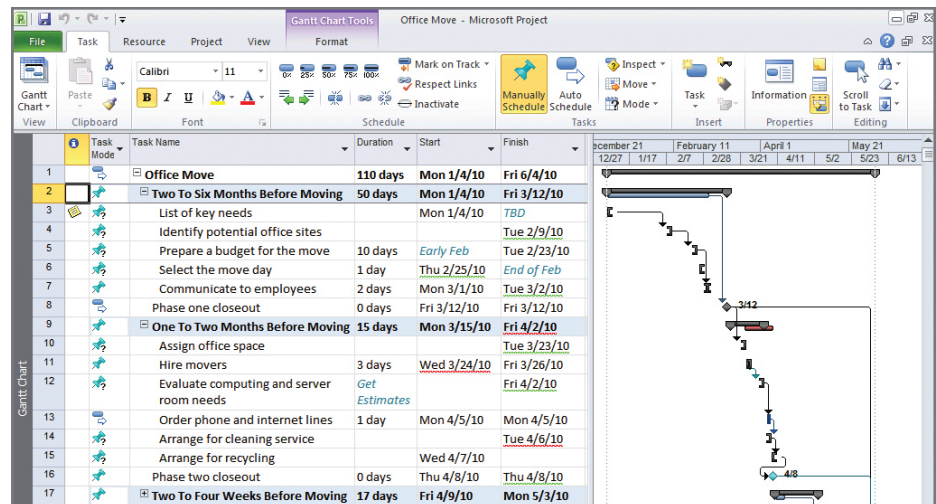 Gantt Chart Tools Office Move - Microsoft Project
File Task Resource Project View Format
Calibri 11
B I U A
0% 25% 50% 75% 100%
Mark on Track
Respect Links
Inactivate
Inspect
Move
Mode
Gantt Chart
Paste
Manually Schedule
Auto Schedule
Task
Information
Scroll to Task
View Clipboard Font Schedule Tasks Insert Properties Editing
Task Mode Task Name Duration Start Finish
ecember 21 February 11 April 1 May 21
12/27 1/17 2/7 2/28 3/21 4/11 5/2 5/23 6/13
1 Office Move 110 days Mon 1/4/10 Fri 6/4/10
2 Two To Six Months Before Moving 50 days Mon 1/4/10 Fri 3/12/10
3 List of key needs Mon 1/4/10 TBD
4 Identify potential office sites Tue 2/9/10
5 Prepare a budget for the move 10 days Early Feb Tue 2/23/10
6 Select the move day 1 day Thu 2/25/10 End of Feb
7 Communicate to employees 2 days Mon 3/1/10 Tue 3/2/10
8 Phase one closeout 0 days Fri 3/12/10 Fri 3/12/10
3/12
9 One To Two Months Before Moving 15 days Mon 3/15/10 Fri 4/2/10
10 Assign office space Tue 3/23/10
11 Hire movers 3 days Wed 3/24/10 Fri 3/26/10
12 Evaluate computing and server Get Fri 4/2/10
room needs Estimates
13 Order phone and internet lines 1 day Mon 4/5/10 Mon 4/5/10
14 Arrange for cleaning service Tue 4/6/10
15 Arrange for recycling Wed 4/7/10
16 Phase two closeout 0 days Thu 4/8/10 Thu 4/8/10
4/8
17 Two To Four Weeks Before Moving 17 days Fri 4/9/10 Mon 5/3/10
Gantt Chart